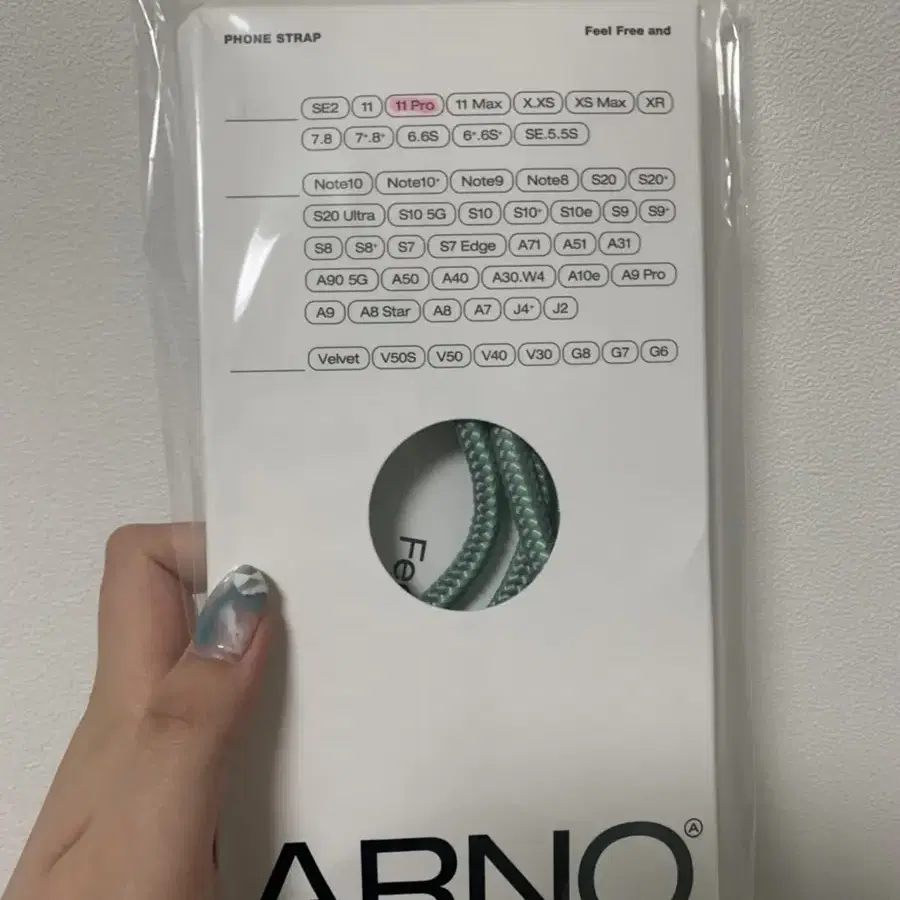 PHONE STRAP
Feel Free and
SE2 11 11 Pro 11 Max X.XS XS Max XR
7.8 7+.8+ 6.6S 6+.6S+ SE.5.5S
Note10 Note10+ Note9 Note8 S20 S20+
S20 Ultra S10 5G S10 S10+ S10e S9 S9+
S8 S8+ S7 S7 Edge A71 A51 A31
A90 5G A50 A40 A30.W4 A10e A9 Pro
A9 A8 Star A8 A7 J4+ J2
Velvet V50S V50 V40 V30 G8 G7 G6
Fee
ARNO
A